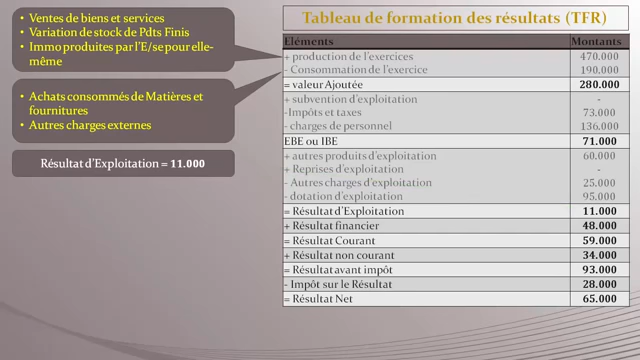 • Ventes de biens et services
• Variation de stock de Pdts Finis
• Immo produites par l'E/se pour elle-
même
• Achats consommés de Matières et
fournitures
• Autres charges externes
Résultat d'Exploitation = 11.000
Tableau de formation des résultats (TFR)
Eléments Montants
+ production de l'exercices 470.000
- Consommation de l'exercice 190,000
= valeur Ajoutée 280.000
+ subvention d'exploitation -
-Impôts et taxes 73.000
- charges de personnel 136.000
EBE ou IBE 71.000
+ autres produits d'exploitation 60.000
+ Reprises d'exploitation -
- Autres charges d'exploitation 25.000
- dotation d'exploitation 95.000
= Résultat d'Exploitation 11.000
+ Résultat financier 48.000
= Résultat Courant 59.000
+ Résultat non courant 34.000
= Résultat avant impôt 93.000
- Impôt sur le Résultat 28.000
= Résultat Net 65.000